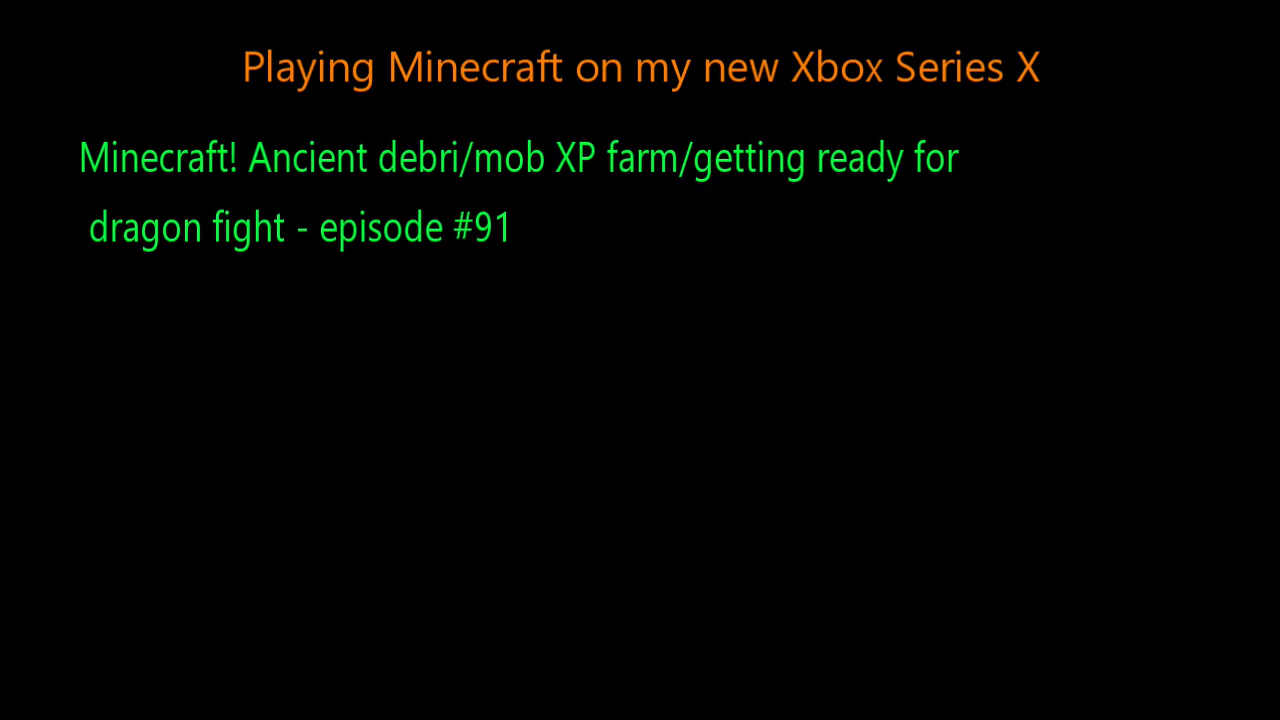 Playing Minecraft on my new Xbox Series X
Minecraft! Ancient debri/mob XP farm/getting ready for
dragon fight - episode #91